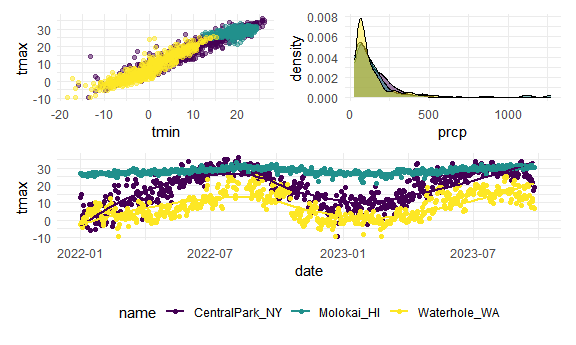 tmax
30
20
10
0
-10
-20
-10
0
10
20
tmin
density
0.008
0.006
0.004
0.002
0.000
0
500
1000
prcp
tmax
30
20
10
0
-10
2022-01
2022-07
2023-01
2023-07
date
name
CentralPark_NY
Molokai_HI
Waterhole_WA